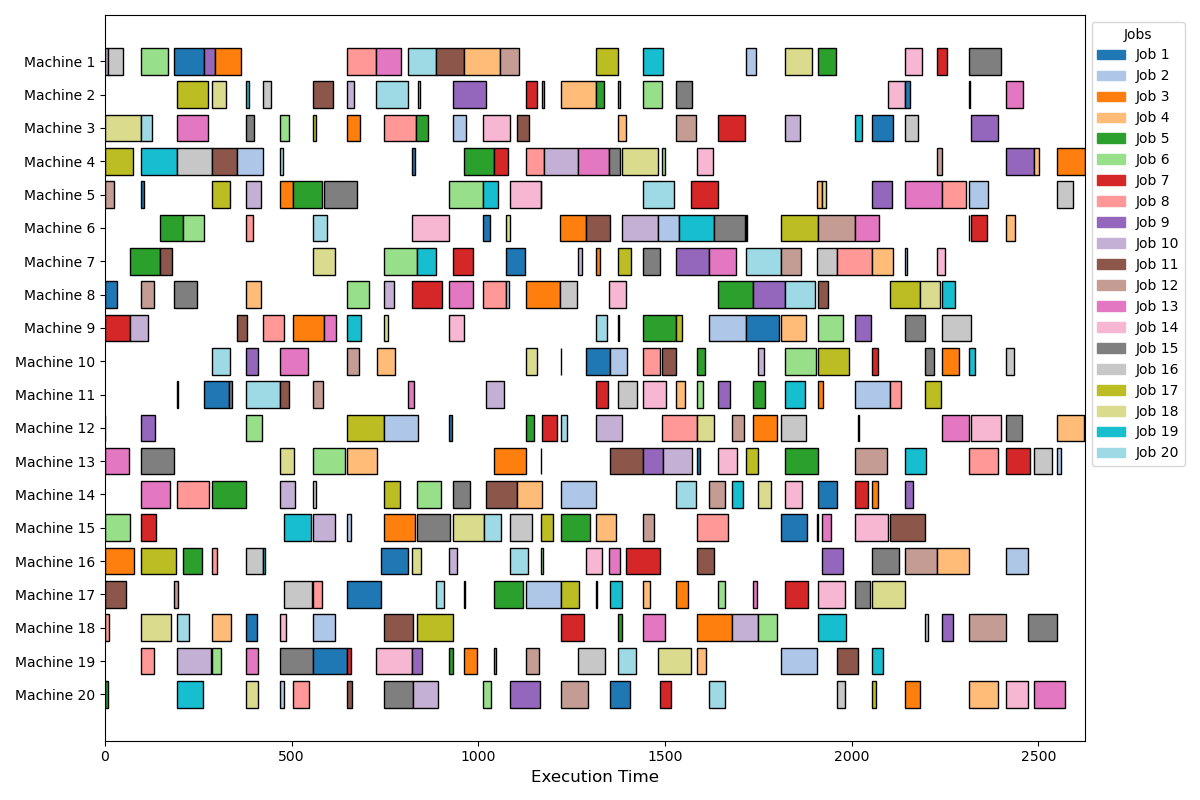 Machine 1
Machine 2
Machine 3
Machine 4
Machine 5
Machine 6
Machine 7
Machine 8
Machine 9
Machine 10
Machine 11
Machine 12
Machine 13
Machine 14
Machine 15
Machine 16
Machine 17
Machine 18
Machine 19
Machine 20
0 500 1000 1500 2000 2500
Execution Time
Jobs
Job 1
Job 2
Job 3
Job 4
Job 5
Job 6
Job 7
Job 8
Job 9
Job 10
Job 11
Job 12
Job 13
Job 14
Job 15
Job 16
Job 17
Job 18
Job 19
Job 20